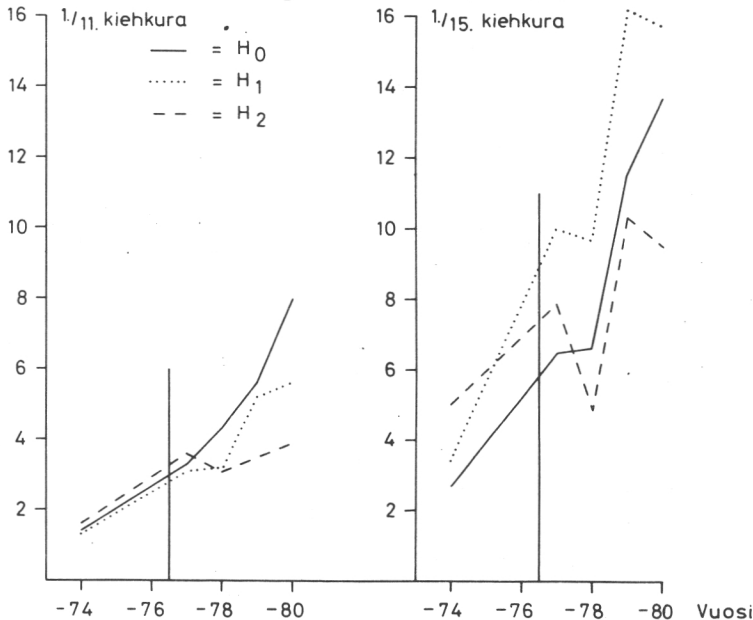 1./11. kiehkura
= H0
= H1
= H2
16
14
12
10
8
6
4
2
-74 -76 -78 -80
1./15. kiehkura
16
14
12
10
8
6
4
2
-74 -76 -78 -80 Vuosi